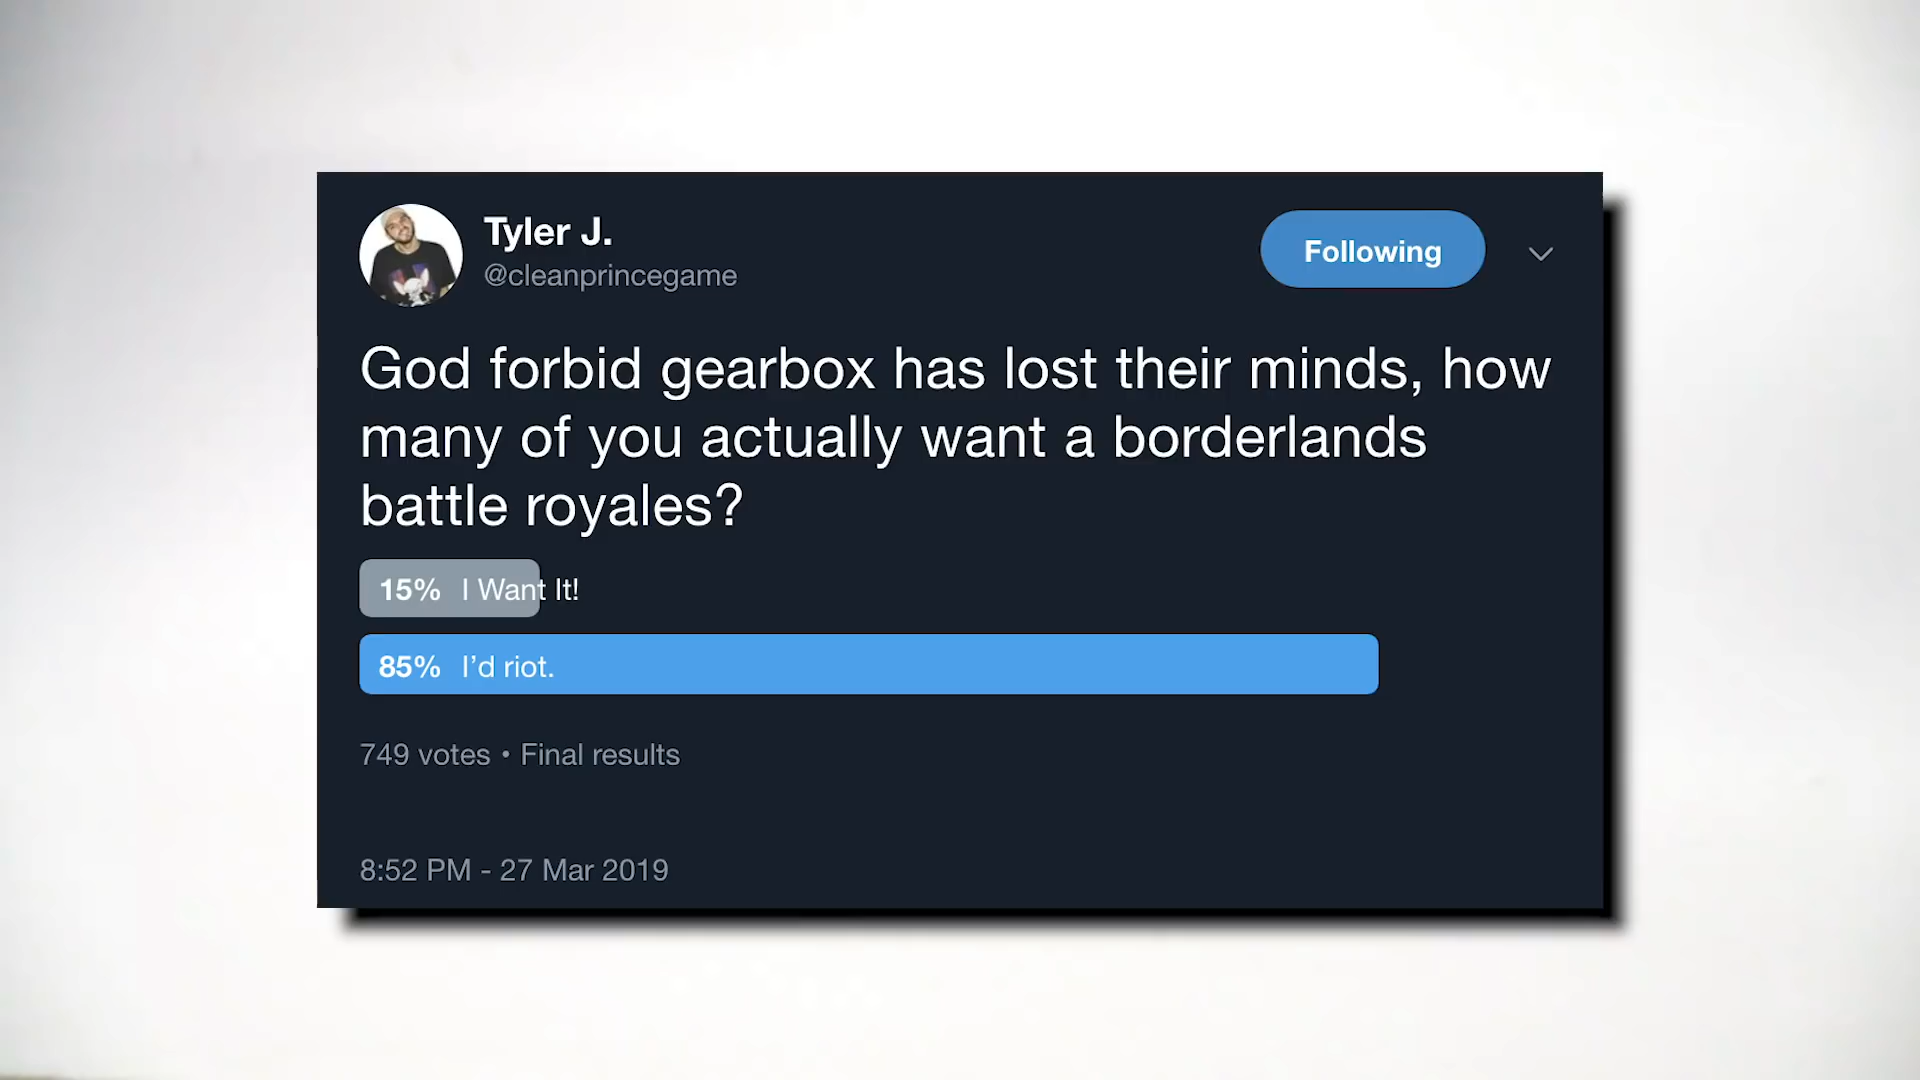 Tyler J.
@cleanprincegame
Following
God forbid gearbox has lost their minds, how
many of you actually want a borderlands
battle royales?
15% I Want It!
85% I’d riot.
749 votes • Final results
8:52 PM - 27 Mar 2019